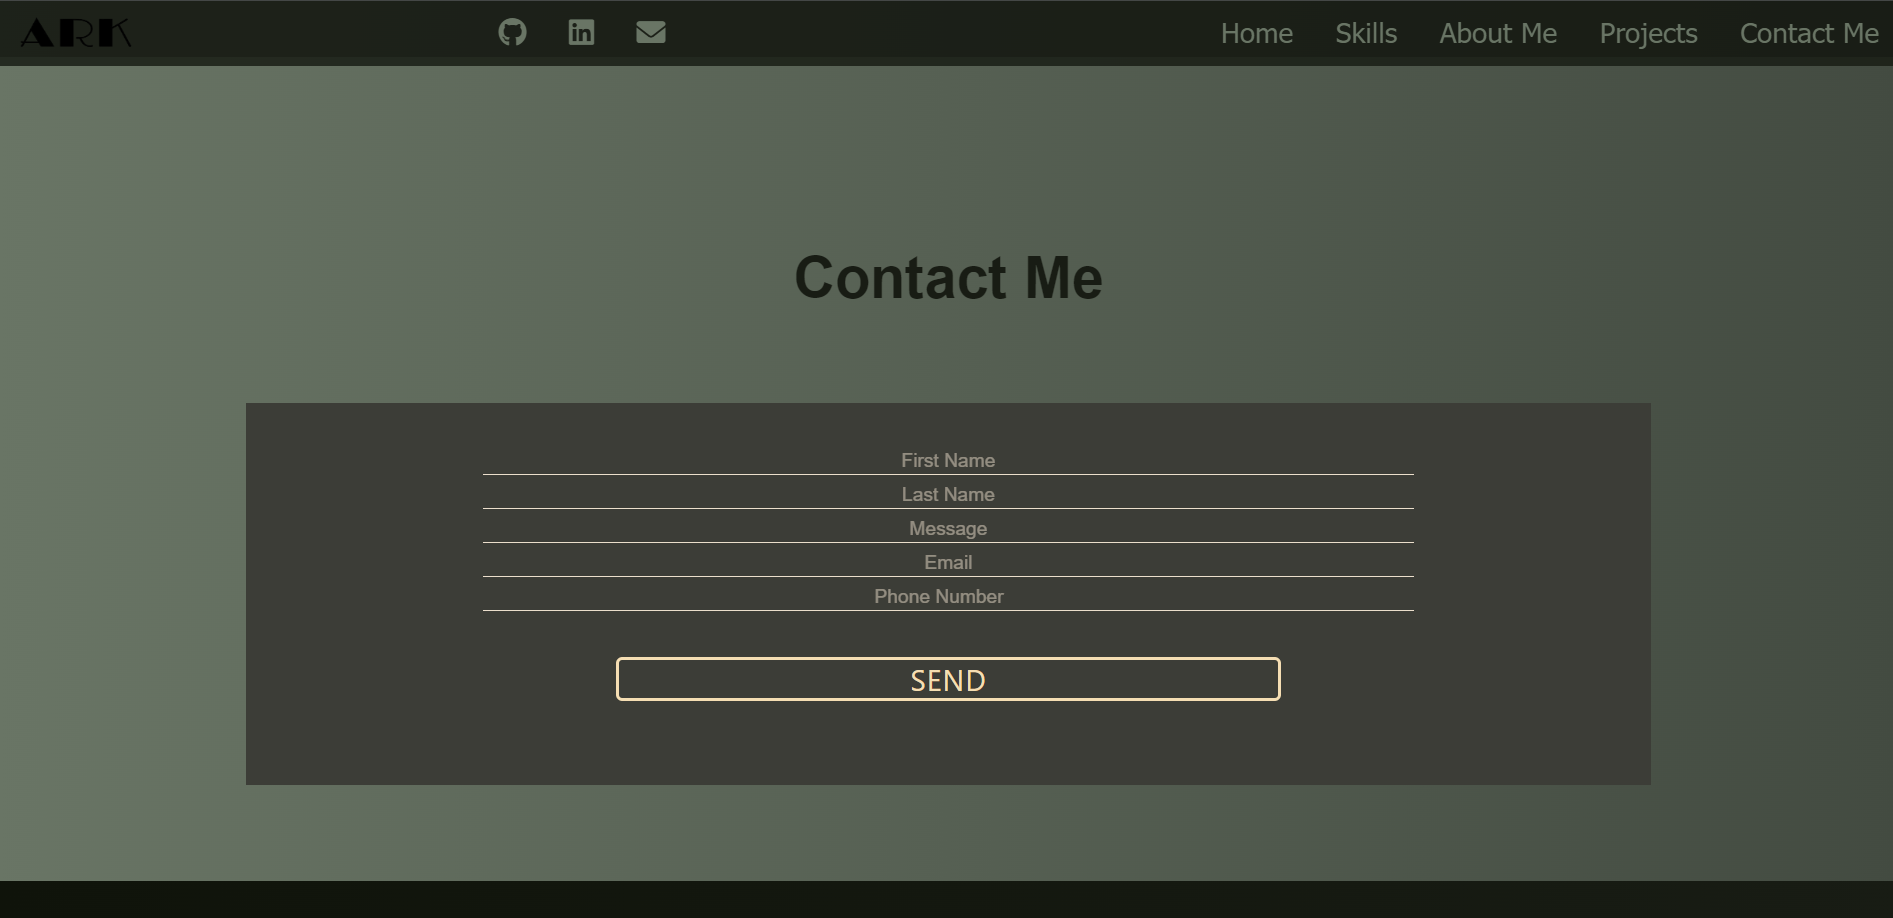 ARK Home Skills About Me Projects Contact Me
Contact Me
First Name
Last Name
Message
Email
Phone Number
SEND